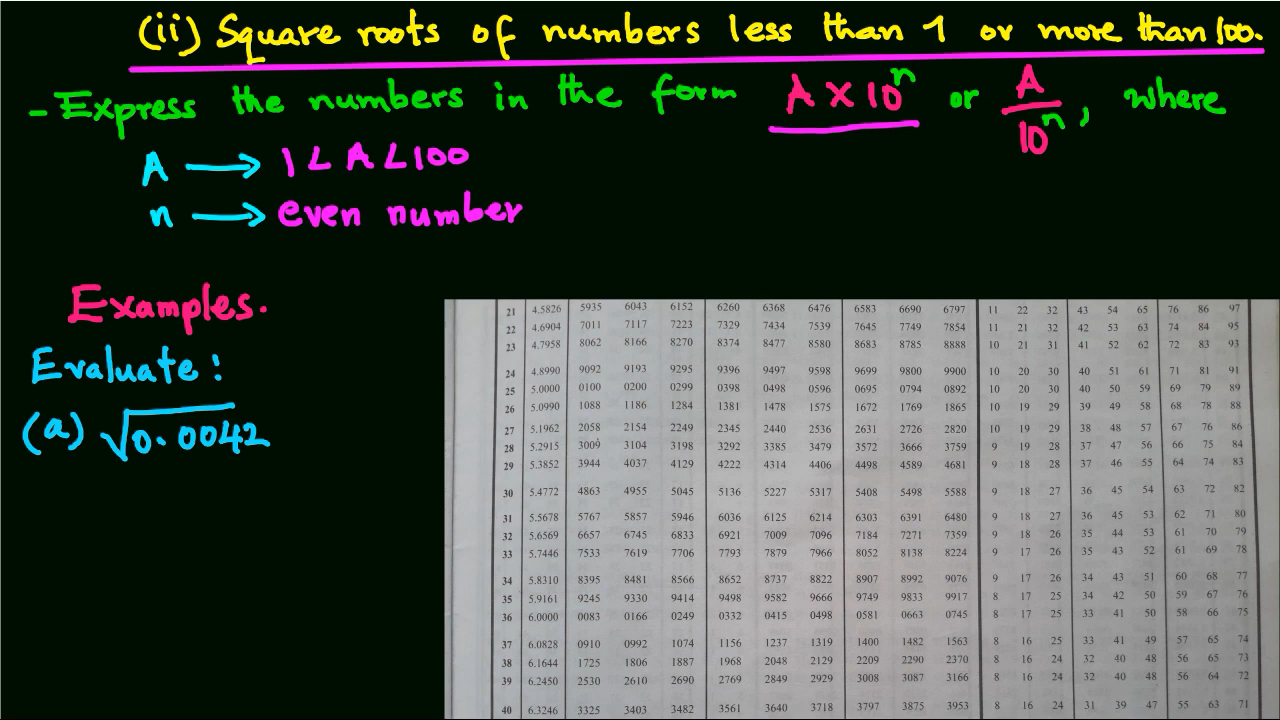 (ii) Square roots of numbers less than 1 or more than 100.
- Express the numbers in the form A X 10^n or A/10^n, where
A → 1 < A < 100
n → even number
Examples.
Evaluate:
(a) √0.0042
21 4.5826 5935 6043 6152 6260 6368 6476 6583 6690 6797 11 22 32 43 54 65 76 86 97
22 4.6904 7011 7117 7223 7329 7434 7539 7645 7749 7854 11 21 32 42 53 63 74 84 95
23 4.7958 8062 8166 8270 8374 8477 8580 8683 8785 8888 10 21 31 41 52 62 72 83 93
24 4.8990 9092 9193 9295 9396 9497 9598 9699 9800 9900 10 20 30 40 51 61 71 81 91
25 5.0000 0100 0200 0299 0398 0498 0596 0695 0794 0892 10 20 30 40 50 59 69 79 89
26 5.0990 1088 1186 1284 1381 1478 1575 1672 1769 1865 10 19 29 39 49 58 68 78 88
27 5.1962 2058 2154 2249 2345 2440 2536 2631 2726 2820 10 19 29 38 48 57 67 76 86
28 5.2915 3009 3104 3198 3292 3385 3479 3572 3666 3759 9 19 28 37 47 56 66 75 84
29 5.3852 3944 4037 4129 4222 4314 4406 4498 4589 4681 9 18 28 37 46 55 64 74 83
30 5.4772 4863 4955 5045 5136 5227 5317 5408 5498 5588 9 18 27 36 45 54 63 72 82
31 5.5678 5767 5857 5946 6036 6125 6214 6303 6391 6480 9 18 27 36 45 53 62 71 80
32 5.6569 6657 6745 6833 6921 7009 7096 7184 7271 7359 9 18 26 35 44 53 61 70 79
33 5.7446 7533 7619 7706 7793 7879 7966 8052 8138 8224 9 17 26 35 43 52 61 69 78
34 5.8310 8395 8481 8566 8652 8737 8822 8907 8992 9076 9 17 26 34 43 51 60 68 77
35 5.9161 9245 9330 9414 9498 9582 9666 9749 9833 9917 8 17 25 34 42 50 59 67 76
36 6.0000 0083 0166 0249 0332 0415 0498 0581 0663 0745 8 17 25 33 41 50 58 66 75
37 6.0828 0910 0992 1074 1156 1237 1319 1400 1482 1563 8 16 25 33 41 49 57 65 74
38 6.1644 1725 1806 1887 1968 2048 2129 2209 2290 2370 8 16 24 32 40 48 56 65 73
39 6.2450 2530 2610 2690 2769 2849 2929 3008 3087 3166 8 16 24 32 40 48 56 64 72
40 6.3246 3325 3403 3482 3561 3640 3718 3797 3875 3953 8 16 24 31 39 47 55 63 71